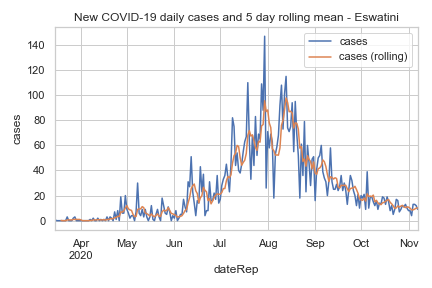 New COVID-19 daily cases and 5 day rolling mean - Eswatini
cases
cases (rolling)
cases
140
120
100
80
60
40
20
0
Apr
2020
May
Jun
Jul
Aug
Sep
Oct
Nov
dateRep